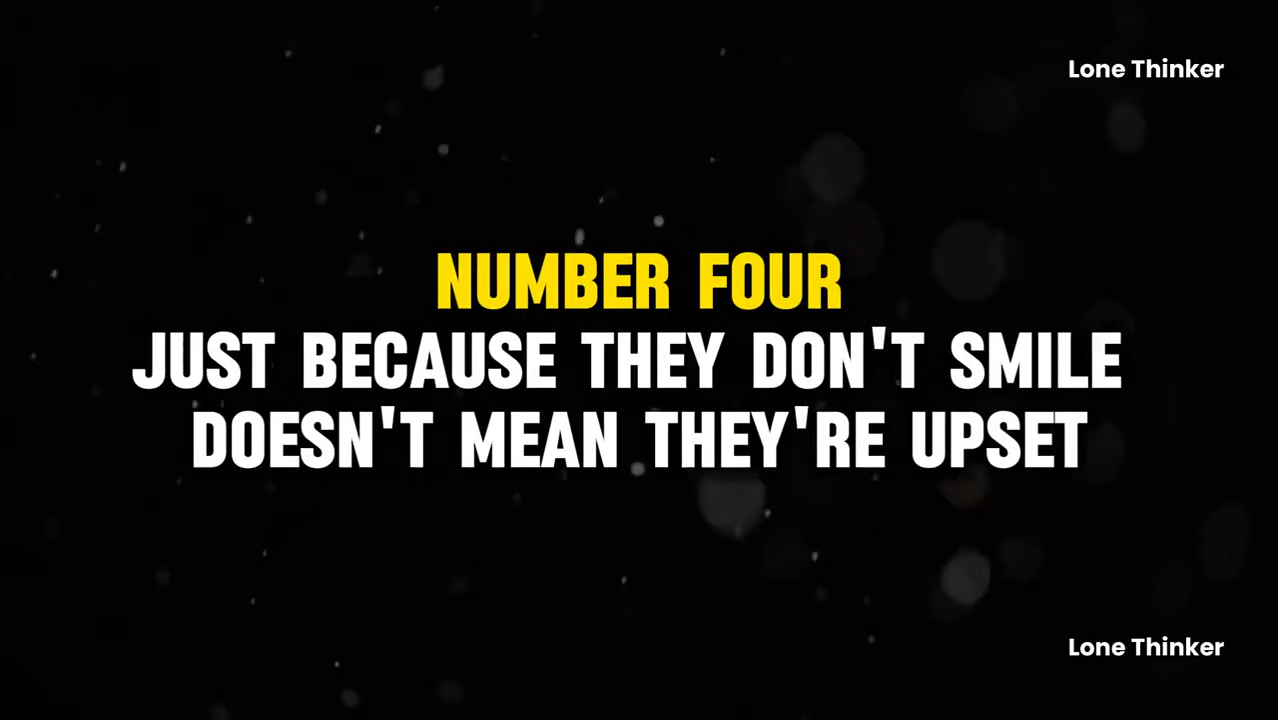 Lone Thinker
NUMBER FOUR
JUST BECAUSE THEY DON'T SMILE
DOESN'T MEAN THEY'RE UPSET
Lone Thinker